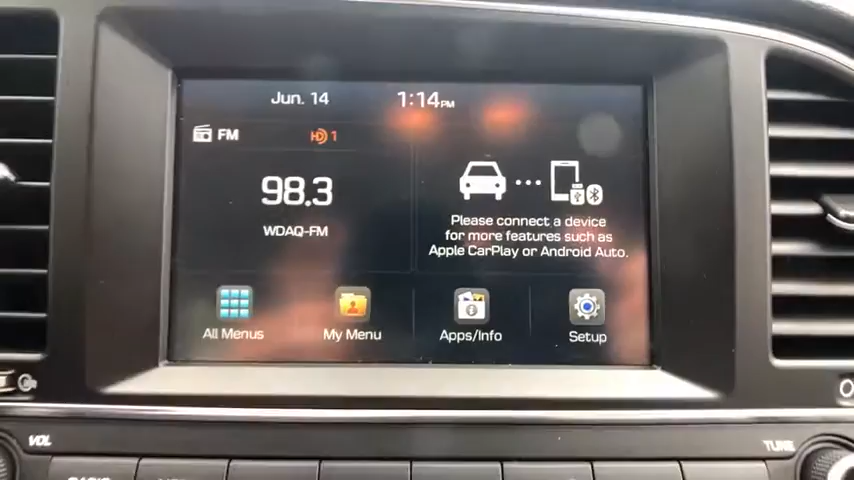 Jun. 14
1:14PM
FM
HD 1
98.3
WDAQ-FM
Please connect a device
for more features such as
Apple CarPlay or Android Auto.
All Menus
My Menu
Apps/Info
Setup
VOL
TUNE
RADIO